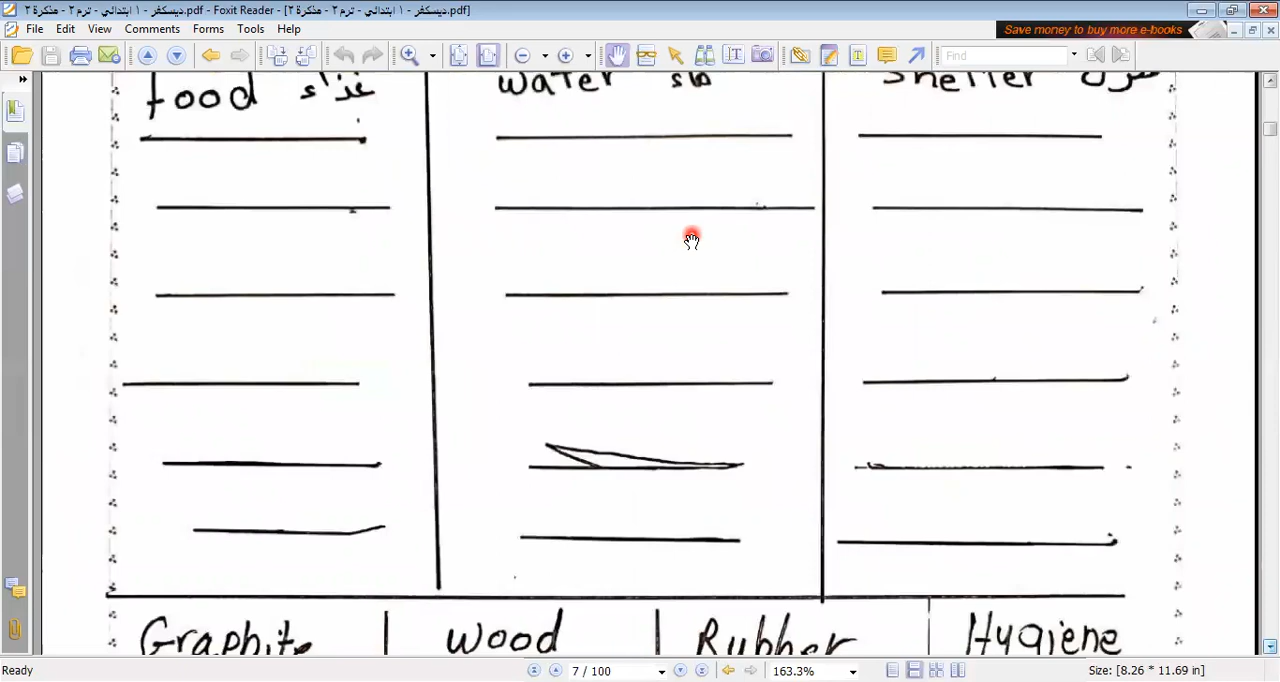 ديسكفر - ١ ابتدائي - ترم ٢ - مذكرة ٢.pdf - Foxit Reader - [ديسكفر - ١ ابتدائي - ترم ٢ - مذكرة ٢.pdf]
File Edit View Comments Forms Tools Help
Save money to buy more e-books
Find
food غذاء water ماء Shelter
Graphite Wood Rubber Hygiene
Ready 7 / 100 163.3% Size: [8.26 * 11.69 in]